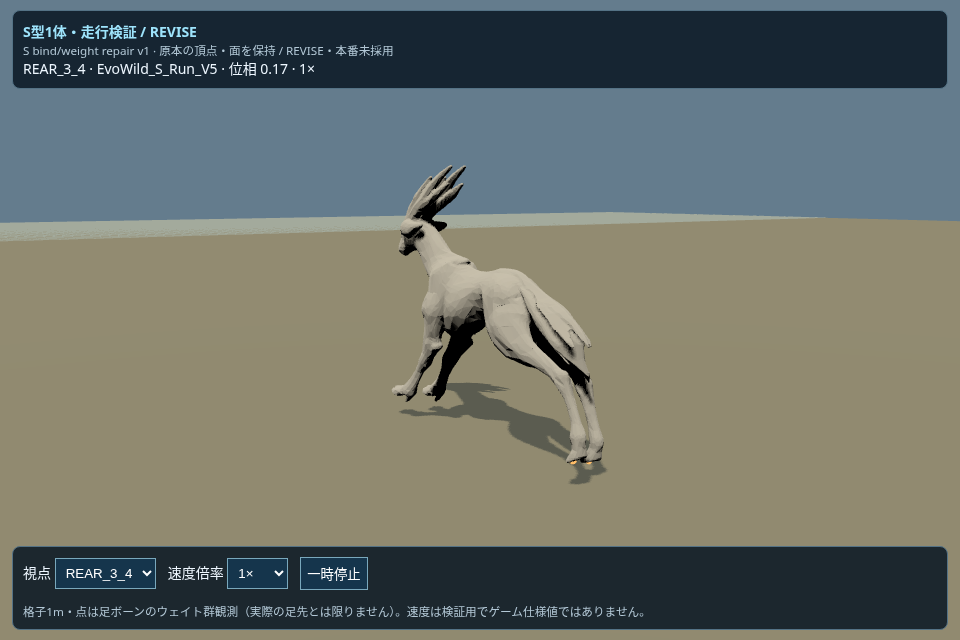 S型1体・走行検証 / REVISE
S bind/weight repair v1 · 原本の頂点・面を保持 / REVISE・本番未採用
REAR_3_4 · EvoWild_S_Run_V5 · 位相 0.17 · 1×
視点 REAR_3_4 速度倍率 1× 一時停止
格子1m・点は足ボーンのウェイト群観測（実際の足先とは限りません）。速度は検証用でゲーム仕様値ではありません。